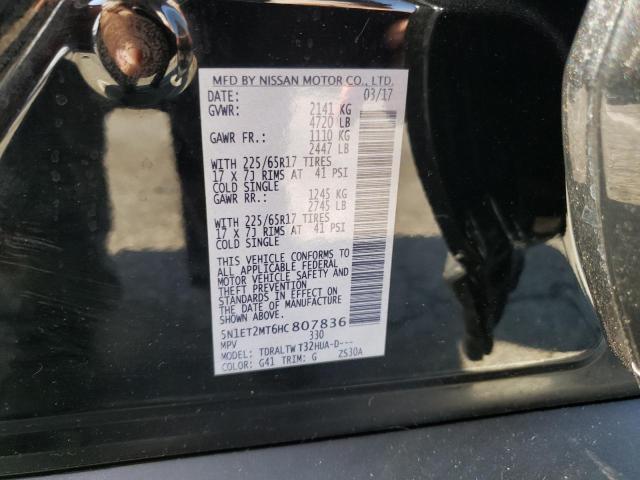 MFD BY NISSAN MOTOR CO., LTD.
DATE: 03/17
GVWR: 2141 KG
4720 LB
GAWR FR.: 1110 KG
2447 LB
WITH 225/65R17 TIRES
17 X 7J RIMS AT 41 PSI
COLD SINGLE
GAWR RR.: 1245 KG
2745 LB
WITH 225/65R17 TIRES
17 X 7J RIMS AT 41 PSI
COLD SINGLE
THIS VEHICLE CONFORMS TO
ALL APPLICABLE FEDERAL
MOTOR VEHICLE SAFETY AND
THEFT PREVENTION
STANDARDS IN EFFECT ON
THE DATE OF MANUFACTURE
SHOWN ABOVE.
5N1ET2MT6HC807836
MPV 330
MODEL: TDRALTW T32HUA-D---
COLOR: G41 TRIM: G ZS30A